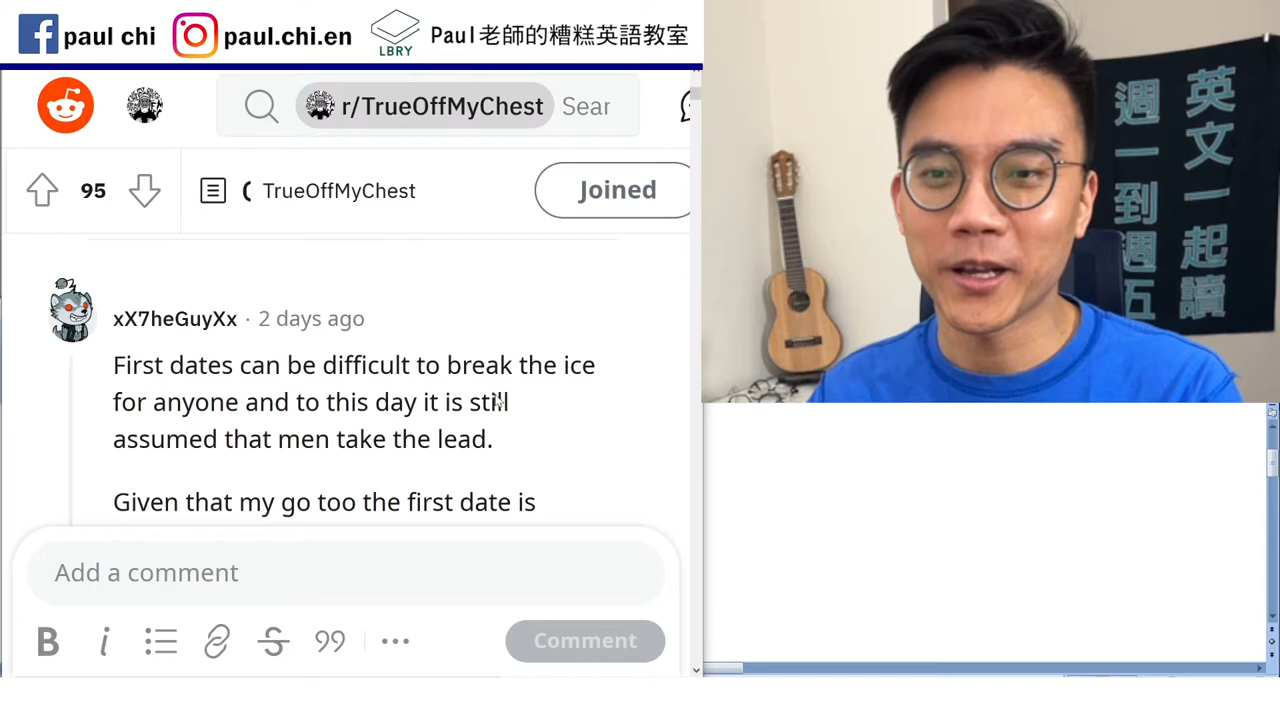 paul chi
paul.chi.en
LBRY
Paul老師的糟糕英語教室
r/TrueOffMyChest
Sear
95
( TrueOffMyChest
Joined
xX7heGuyXx · 2 days ago
First dates can be difficult to break the ice
for anyone and to this day it is still
assumed that men take the lead.
Given that my go too the first date is
Add a comment
B i S 99 ...
Comment
英文一起讀
週一到週五